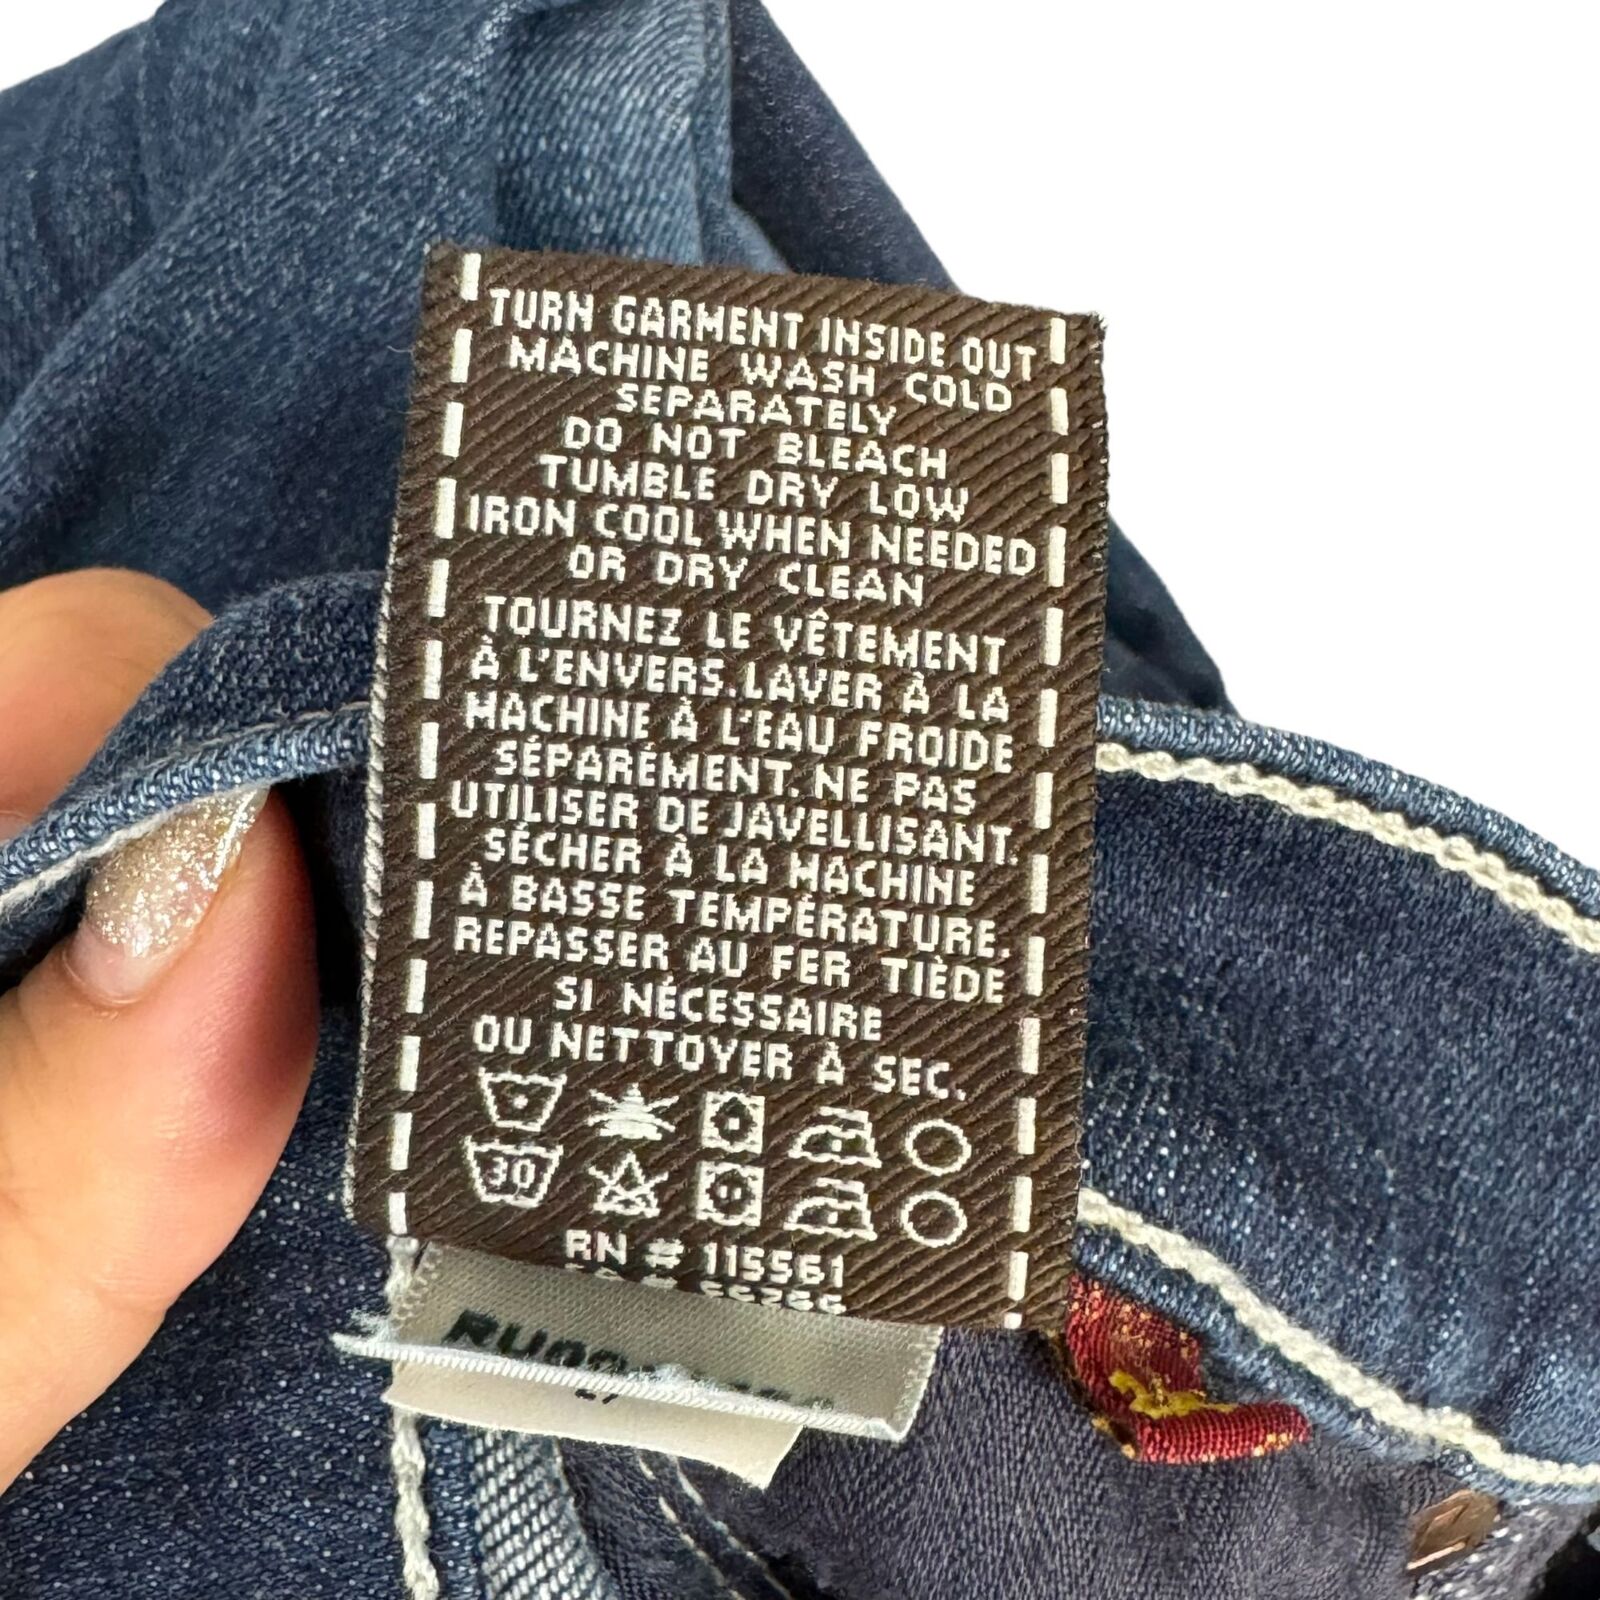 TURN GARMENT INSIDE OUT
MACHINE WASH COLD
SEPARATELY
DO NOT BLEACH
TUMBLE DRY LOW
IRON COOL WHEN NEEDED
OR DRY CLEAN
TOURNEZ LE VÊTEMENT
À L'ENVERS.LAVER À LA
MACHINE À L'EAU FROIDE
SÉPARÉMENT. NE PAS
UTILISER DE JAVELLISANT.
SÉCHER À LA MACHINE
À BASSE TEMPÉRATURE.
REPASSER AU FER TIÈDE
SI NÉCESSAIRE
OU NETTOYER À SEC.
30
RN # 115561